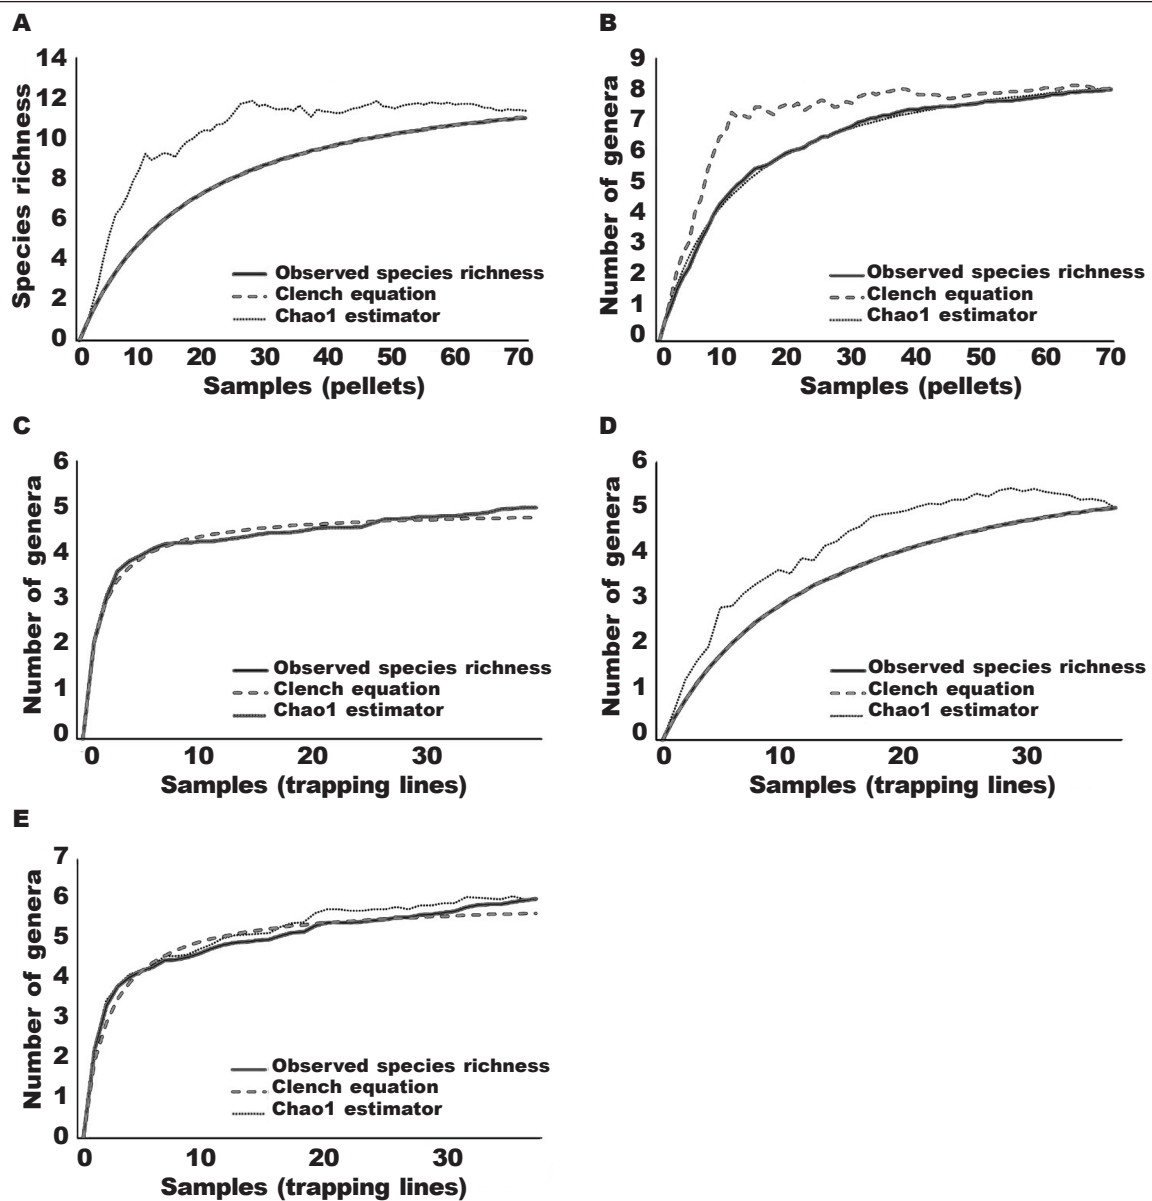 A
14
12
10
8
6
4
2
0
Species richness
Observed species richness
Clench equation
Chao1 estimator
0 10 20 30 40 50 60 70
Samples (pellets)
B
9
8
7
6
5
4
3
2
1
0
Number of genera
Observed species richness
Clench equation
Chao1 estimator
0 10 20 30 40 50 60 70
Samples (pellets)
C
6
5
4
3
2
1
0
Number of genera
Observed species richness
Clench equation
Chao1 estimator
0 10 20 30
Samples (trapping lines)
D
6
5
4
3
2
1
0
Number of genera
Observed species richness
Clench equation
Chao1 estimator
0 10 20 30
Samples (trapping lines)
E
7
6
5
4
3
2
1
0
Number of genera
Observed species richness
Clench equation
Chao1 estimator
0 10 20 30
Samples (trapping lines)